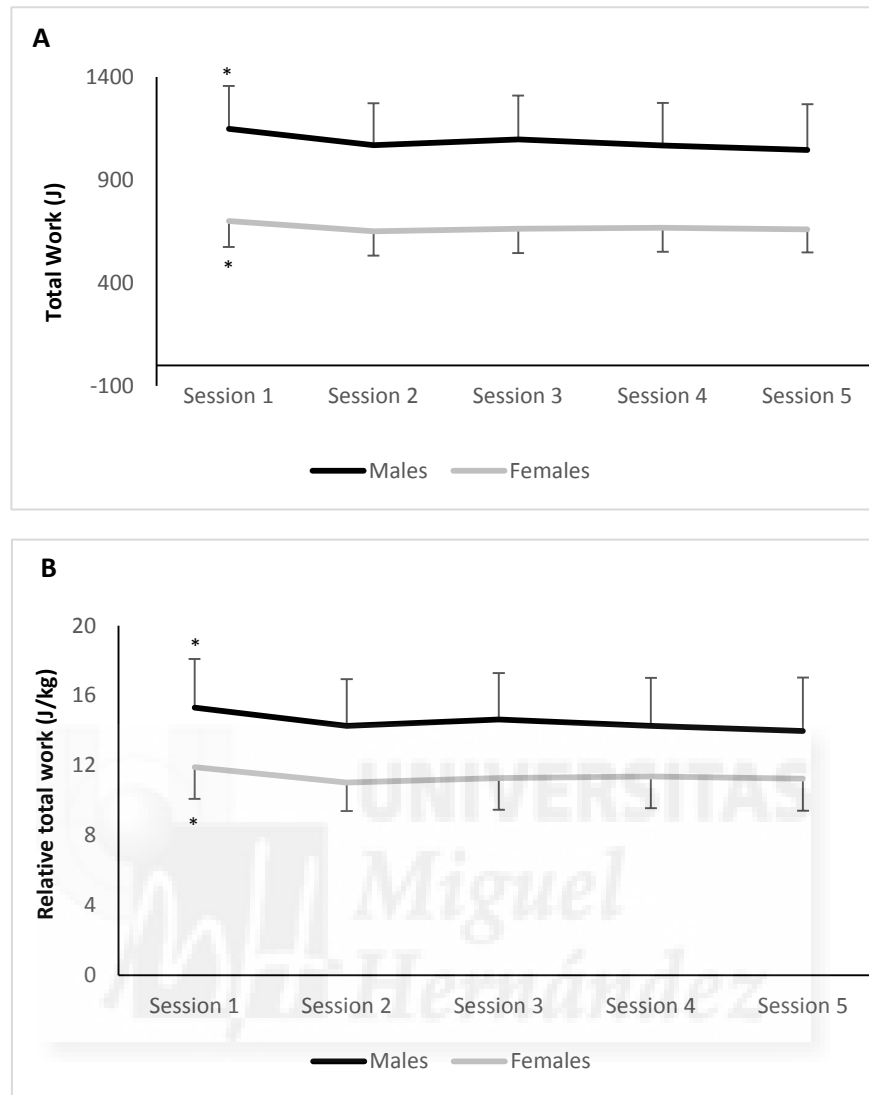 A
*
1400
900
400
-100
Total Work (J)
*
Session 1 Session 2 Session 3 Session 4 Session 5
Males Females
B
20
16
12
8
4
0
Relative total work (J/kg)
*
*
UNIVERSITAS
Miguel
Hernández
Session 1 Session 2 Session 3 Session 4 Session 5
Males Females